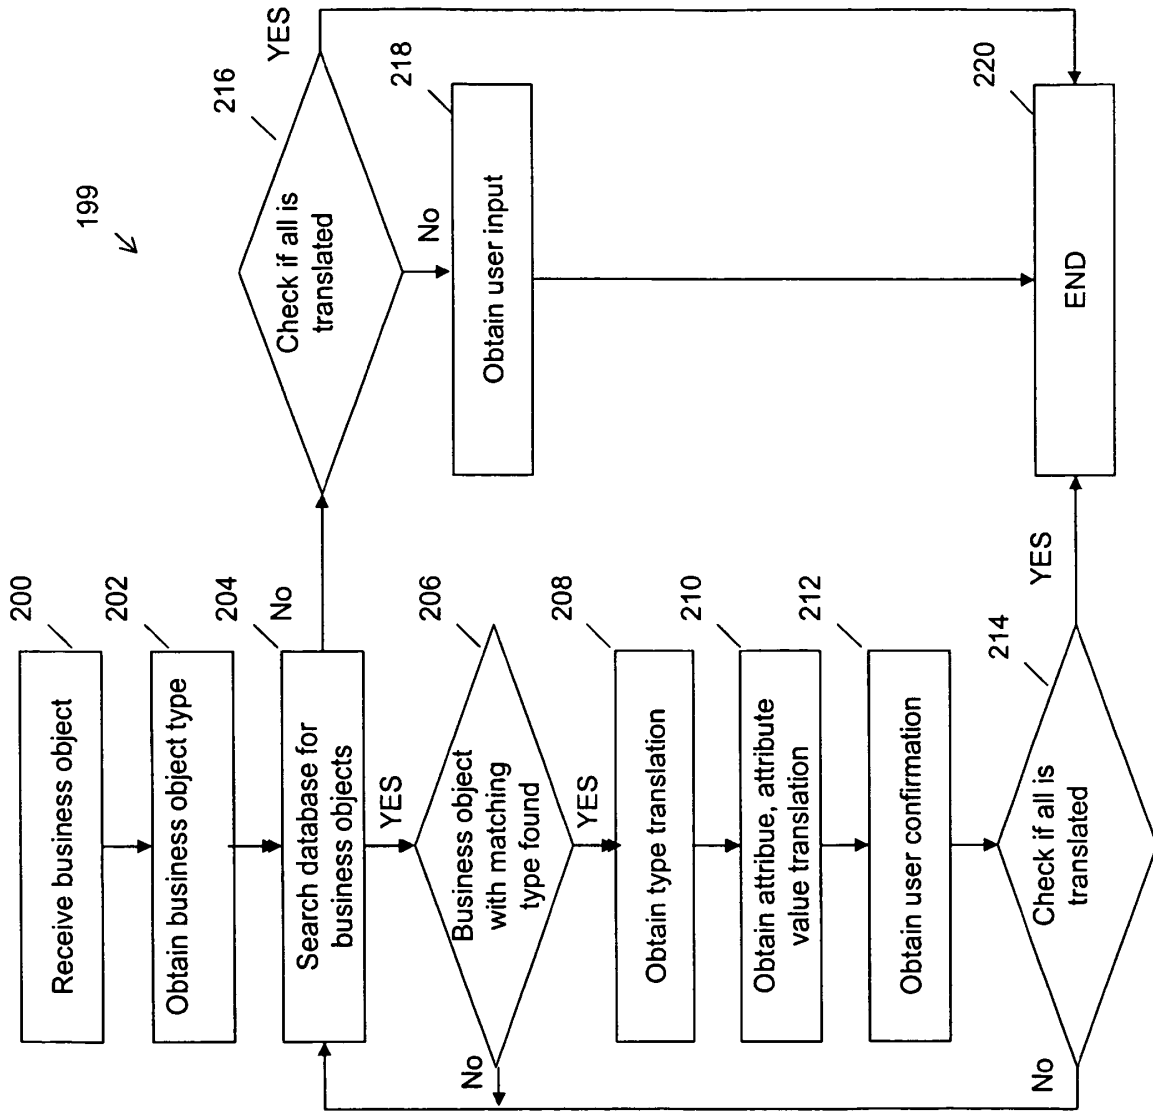 199
200
Receive business object
202
Obtain business object type
204
Search database for
business objects
No
YES
206
Business object
with matching
type found
No
YES
208
Obtain type translation
210
Obtain attribue, attribute
value translation
212
Obtain user confirmation
214
Check if all is
translated
No
YES
216
Check if all is
translated
YES
No
218
Obtain user input
220
END